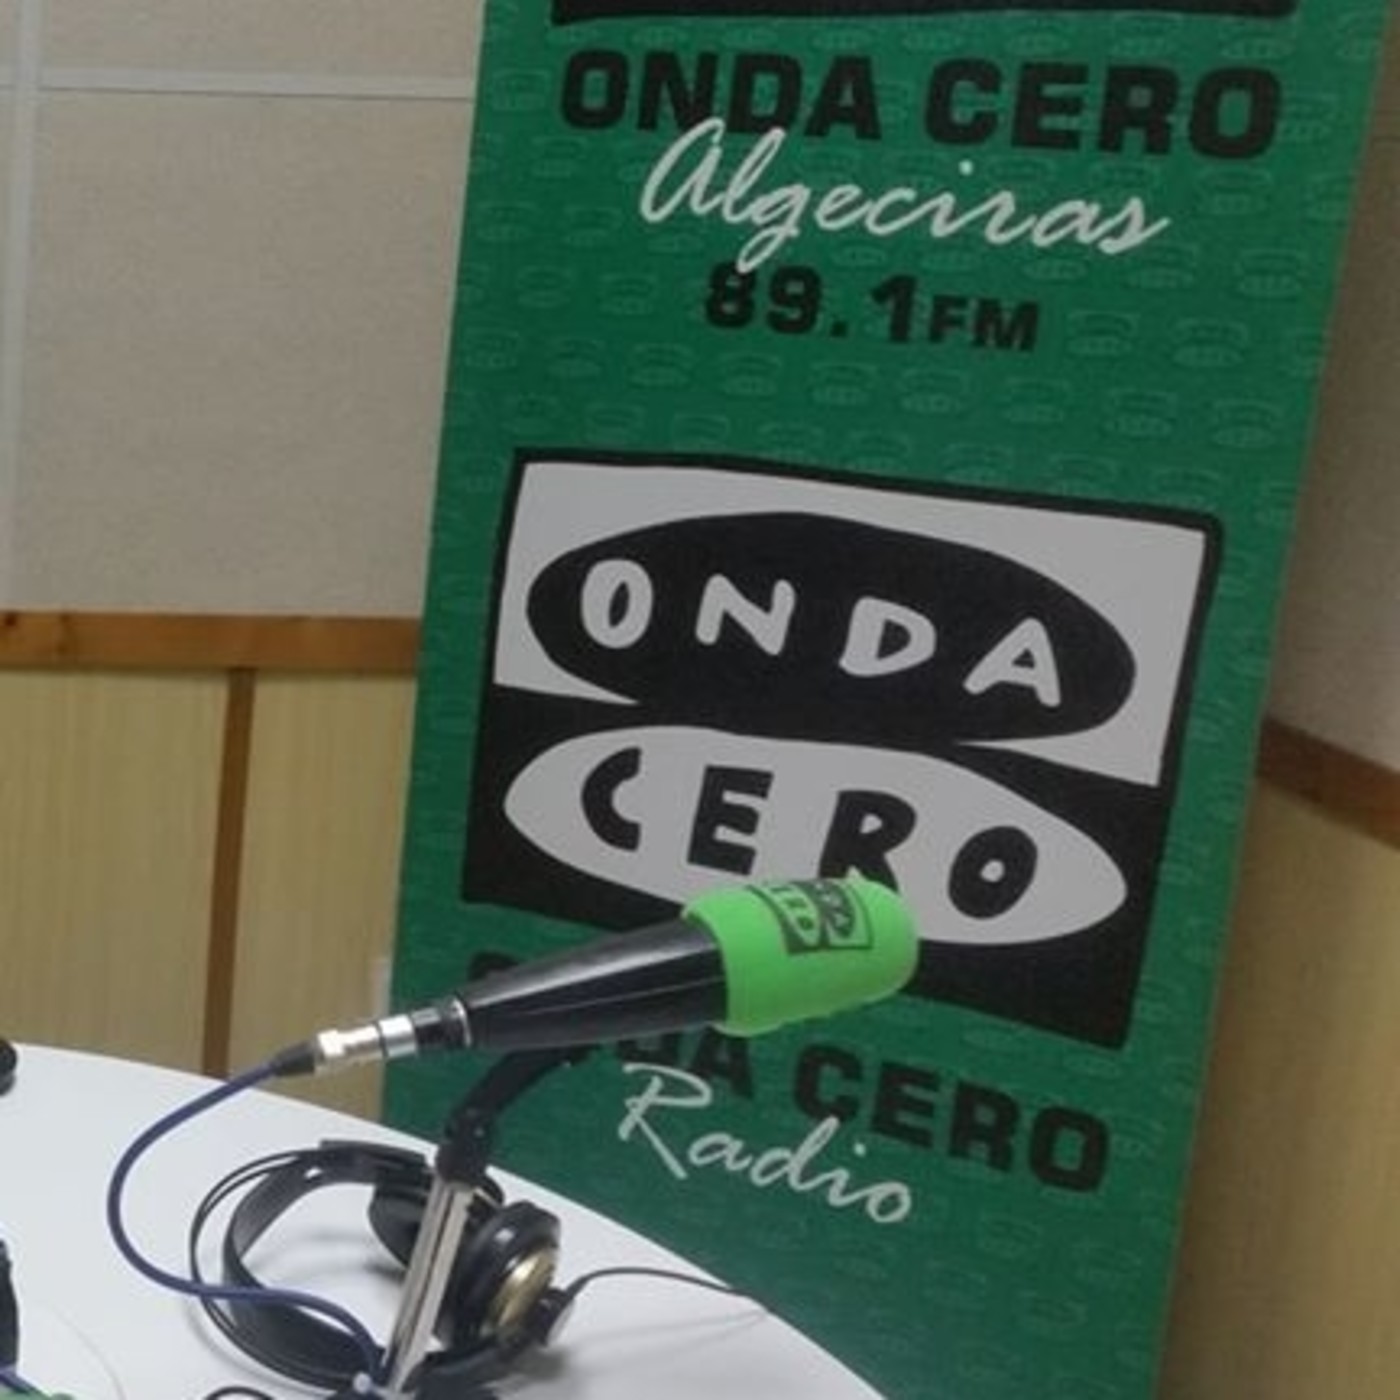 ONDA CERO
Algeciras
89.1FM
ONDA
CERO
CERO
Radio